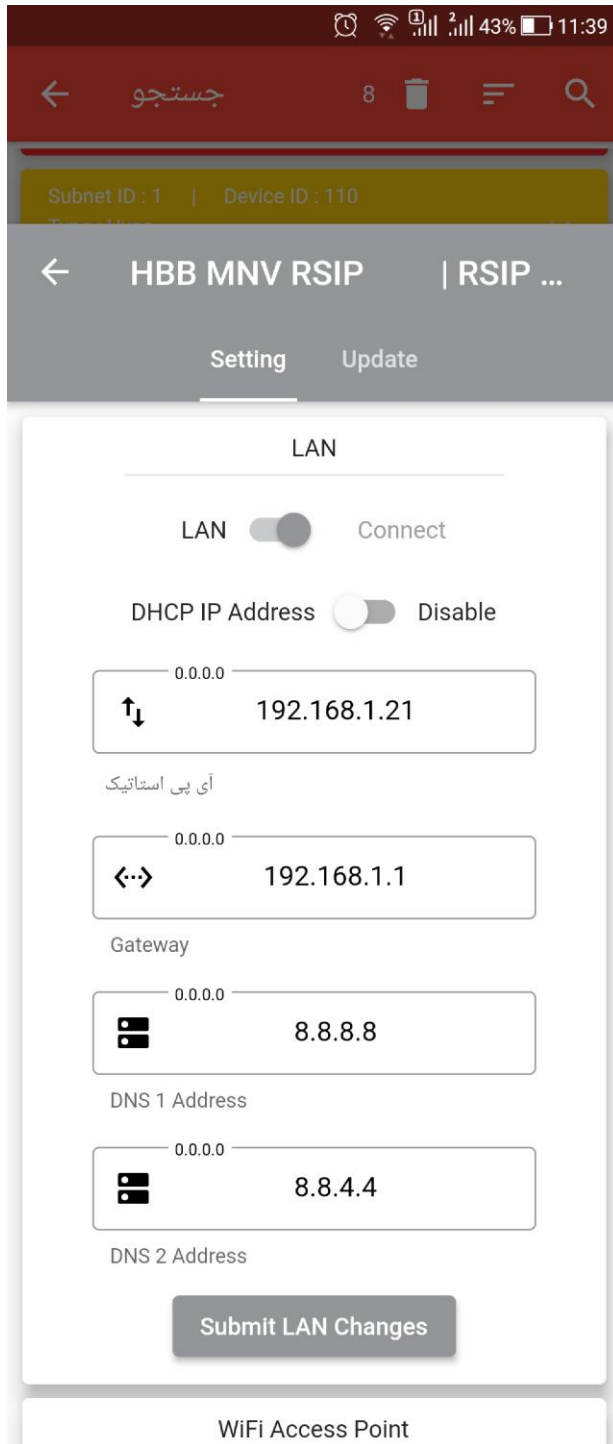 43% 11:39
جستجو 8
Subnet ID : 1 | Device ID : 110
HBB MNV RSIP | RSIP ...
Setting Update
LAN
LAN Connect
DHCP IP Address Disable
0.0.0.0
192.168.1.21
آی پی استاتیک
0.0.0.0
192.168.1.1
Gateway
0.0.0.0
8.8.8.8
DNS 1 Address
0.0.0.0
8.8.4.4
DNS 2 Address
Submit LAN Changes
WiFi Access Point